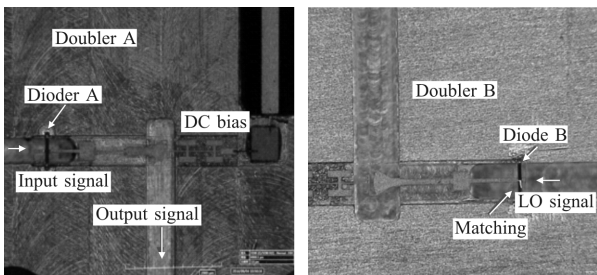 Doubler A
Dioder A
DC bias
Input signal
Output signal
Doubler B
Diode B
LO signal
Matching